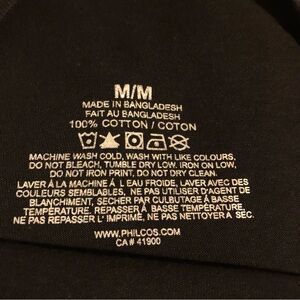 M/M
MADE IN BANGLADESH
FAIT AU BANGLADESH
100% COTTON / COTON
MACHINE WASH COLD, WASH WITH LIKE COLOURS,
DO NOT BLEACH, TUMBLE DRY LOW, IRON ON LOW,
DO NOT IRON PRINT, DO NOT DRY CLEAN.
LAVER À LA MACHINE À L EAU FROIDE, LAVER AVEC DES
COULEURS SEMBLABLES, NE PAS UTILISER D'AGENT DE
BLANCHIMENT, SECHER PAR CULBUTAGE À BASSE
TEMPÉRATURE, REPASSER À BASSE TEMPÉRATURE.
NE PAS REPASSER L' IMPRIMÉ, NE PAS NETTOYER A SEC.
WWW.PHILCOS.COM
CA# 41900